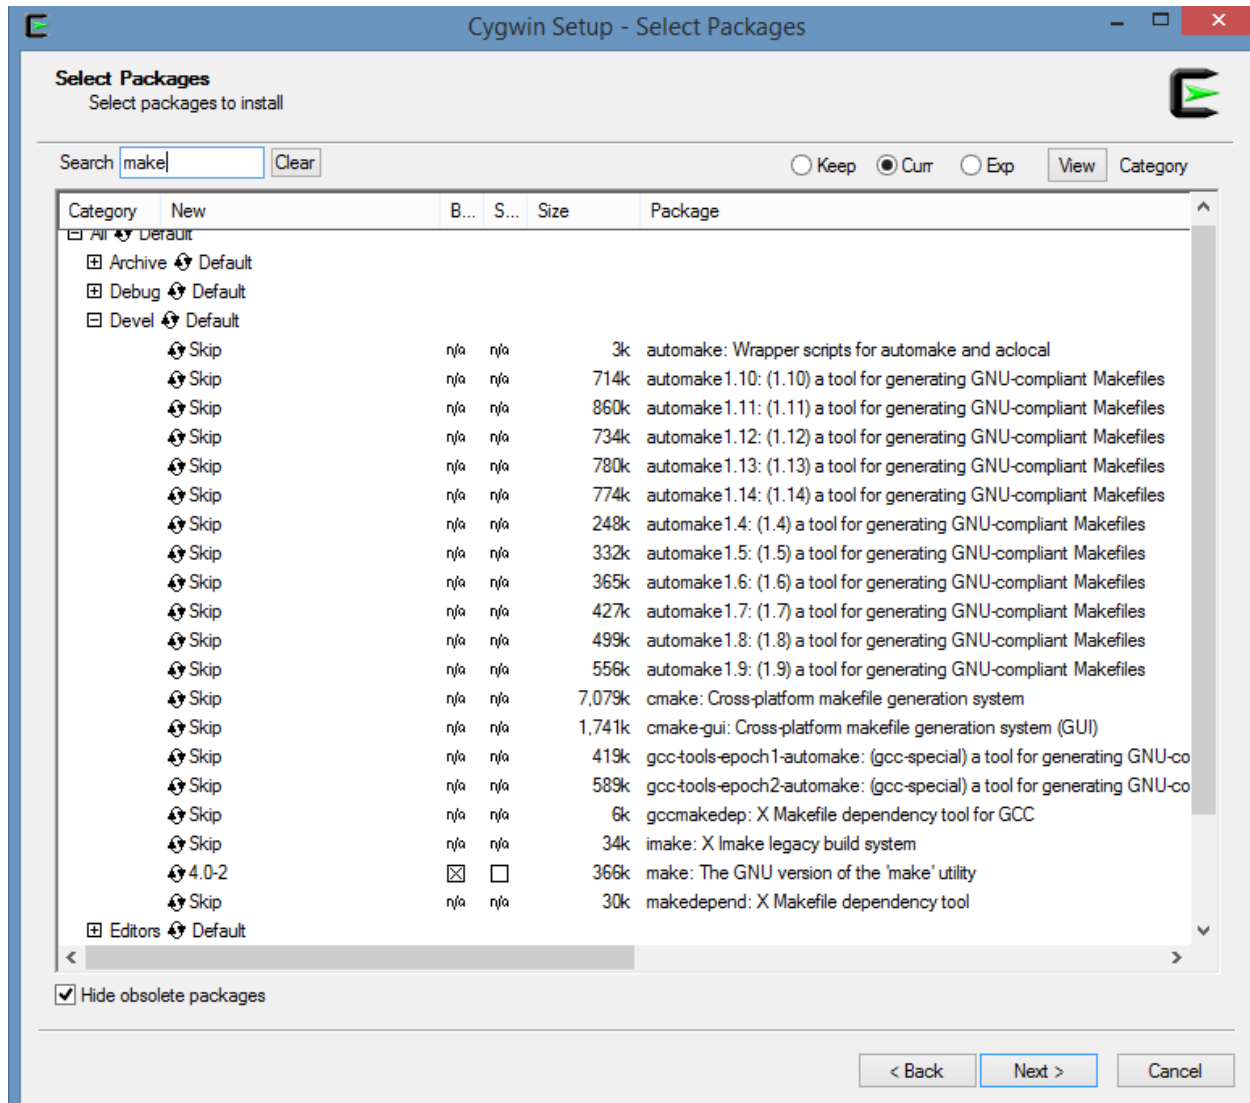 Cygwin Setup - Select Packages
Select Packages
Select packages to install
Search make Clear Keep Curr Exp View Category
Category New B... S... Size Package
All Default
Archive Default
Debug Default
Devel Default
Skip n/a n/a 3k automake: Wrapper scripts for automake and aclocal
Skip n/a n/a 714k automake1.10: (1.10) a tool for generating GNU-compliant Makefiles
Skip n/a n/a 860k automake1.11: (1.11) a tool for generating GNU-compliant Makefiles
Skip n/a n/a 734k automake1.12: (1.12) a tool for generating GNU-compliant Makefiles
Skip n/a n/a 780k automake1.13: (1.13) a tool for generating GNU-compliant Makefiles
Skip n/a n/a 774k automake1.14: (1.14) a tool for generating GNU-compliant Makefiles
Skip n/a n/a 248k automake1.4: (1.4) a tool for generating GNU-compliant Makefiles
Skip n/a n/a 332k automake1.5: (1.5) a tool for generating GNU-compliant Makefiles
Skip n/a n/a 365k automake1.6: (1.6) a tool for generating GNU-compliant Makefiles
Skip n/a n/a 427k automake1.7: (1.7) a tool for generating GNU-compliant Makefiles
Skip n/a n/a 499k automake1.8: (1.8) a tool for generating GNU-compliant Makefiles
Skip n/a n/a 556k automake1.9: (1.9) a tool for generating GNU-compliant Makefiles
Skip n/a n/a 7,079k cmake: Cross-platform makefile generation system
Skip n/a n/a 1,741k cmake-gui: Cross-platform makefile generation system (GUI)
Skip n/a n/a 419k gcc-tools-epoch1-automake: (gcc-special) a tool for generating GNU-co
Skip n/a n/a 589k gcc-tools-epoch2-automake: (gcc-special) a tool for generating GNU-co
Skip n/a n/a 6k gccmakedep: X Makefile dependency tool for GCC
Skip n/a n/a 34k imake: X Imake legacy build system
4.0-2 366k make: The GNU version of the 'make' utility
Skip n/a n/a 30k makedepend: X Makefile dependency tool
Editors Default
Hide obsolete packages
< Back Next > Cancel